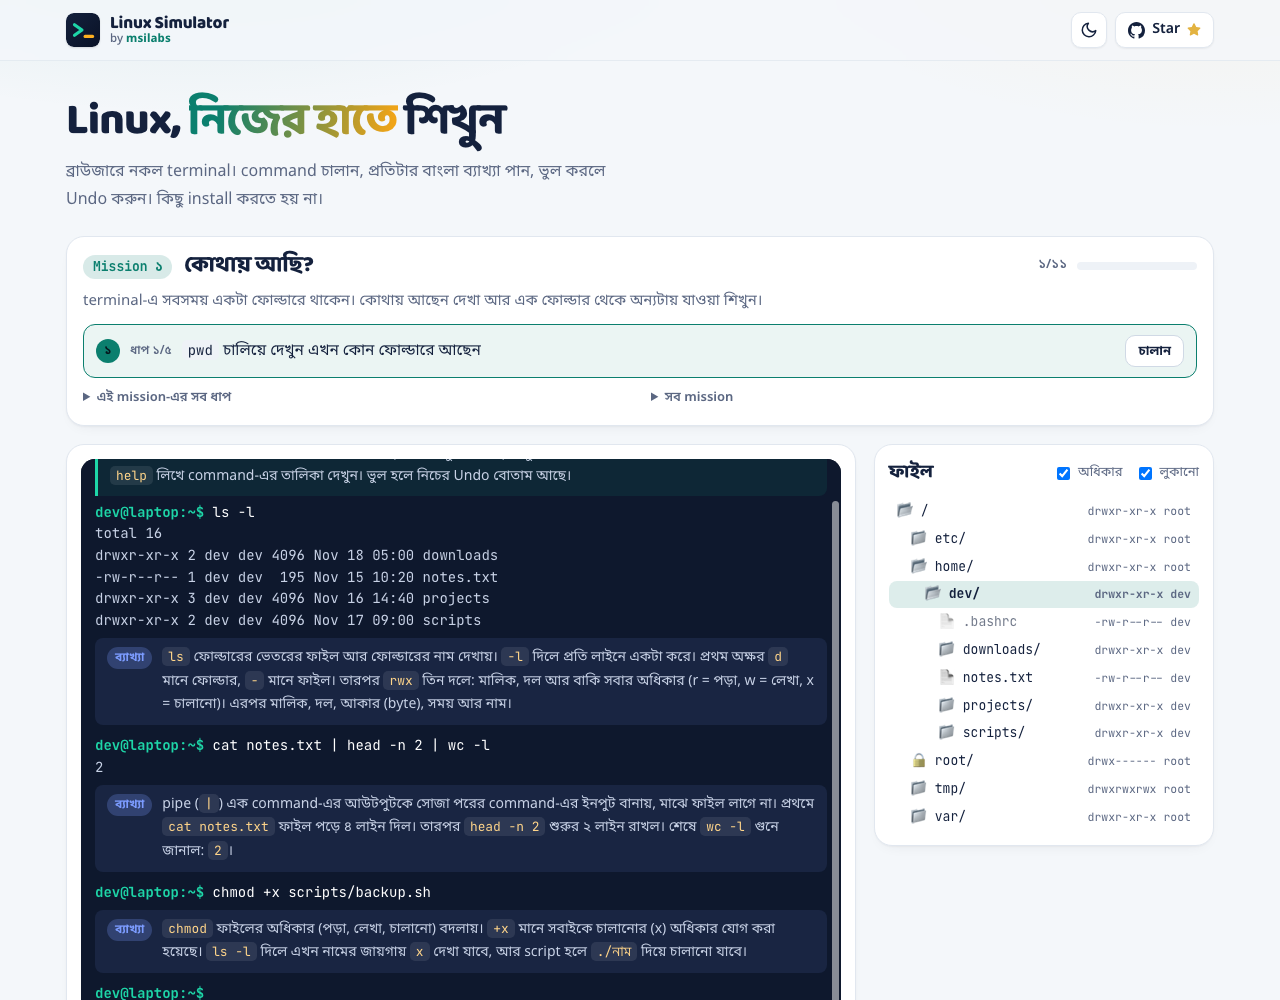 Linux Simulator
by msilabs
Star
Linux, নিজের হাতে শিখুন
ব্রাউজারে নকল terminal। command চালান, প্রতিটার বাংলা ব্যাখ্যা পান, ভুল করলে
Undo করুন। কিছু install করতে হয় না।
Mission ১ কোথায় আছি?
১/১১
terminal-এ সবসময় একটা ফোল্ডারে থাকেন। কোথায় আছেন দেখা আর এক ফোল্ডার থেকে অন্যটায় যাওয়া শিখুন।
১ ধাপ ১/৫ pwd চালিয়ে দেখুন এখন কোন ফোল্ডারে আছেন
চালান
এই mission-এর সব ধাপ
সব mission
help লিখে command-এর তালিকা দেখুন। ভুল হলে নিচের Undo বোতাম আছে।
dev@laptop:~$ ls -l
total 16
drwxr-xr-x 2 dev dev 4096 Nov 18 05:00 downloads
-rw-r--r-- 1 dev dev  195 Nov 15 10:20 notes.txt
drwxr-xr-x 3 dev dev 4096 Nov 16 14:40 projects
drwxr-xr-x 2 dev dev 4096 Nov 17 09:00 scripts
ব্যাখ্যা ls ফোল্ডারের ভেতরের ফাইল আর ফোল্ডারের নাম দেখায়। -l দিলে প্রতি লাইনে একটা করে। প্রথম অক্ষর d
মানে ফোল্ডার, - মানে ফাইল। তারপর rwx তিন দলে: মালিক, দল আর বাকি সবার অধিকার (r = পড়া, w = লেখা, x
= চালানো)। এরপর মালিক, দল, আকার (byte), সময় আর নাম।
dev@laptop:~$ cat notes.txt | head -n 2 | wc -l
2
ব্যাখ্যা pipe (|) এক command-এর আউটপুটকে সোজা পরের command-এর ইনপুট বানায়, মাঝে ফাইল লাগে না। প্রথমে
cat notes.txt ফাইল পড়ে ৪ লাইন দিল। তারপর head -n 2 শুরুর ২ লাইন রাখল। শেষে wc -l গুনে
জানাল: 2।
dev@laptop:~$ chmod +x scripts/backup.sh
ব্যাখ্যা chmod ফাইলের অধিকার (পড়া, লেখা, চালানো) বদলায়। +x মানে সবাইকে চালানোর (x) অধিকার যোগ করা
হয়েছে। ls -l দিলে এখন নামের জায়গায় x দেখা যাবে, আর script হলে ./নাম দিয়ে চালানো যাবে।
dev@laptop:~$
ফাইল
অধিকার
লুকানো
/ drwxr-xr-x root
etc/ drwxr-xr-x root
home/ drwxr-xr-x root
dev/ drwxr-xr-x dev
.bashrc -rw-r--r-- dev
downloads/ drwxr-xr-x dev
notes.txt -rw-r--r-- dev
projects/ drwxr-xr-x dev
scripts/ drwxr-xr-x dev
root/ drwx------ root
tmp/ drwxrwxrwx root
var/ drwxr-xr-x root